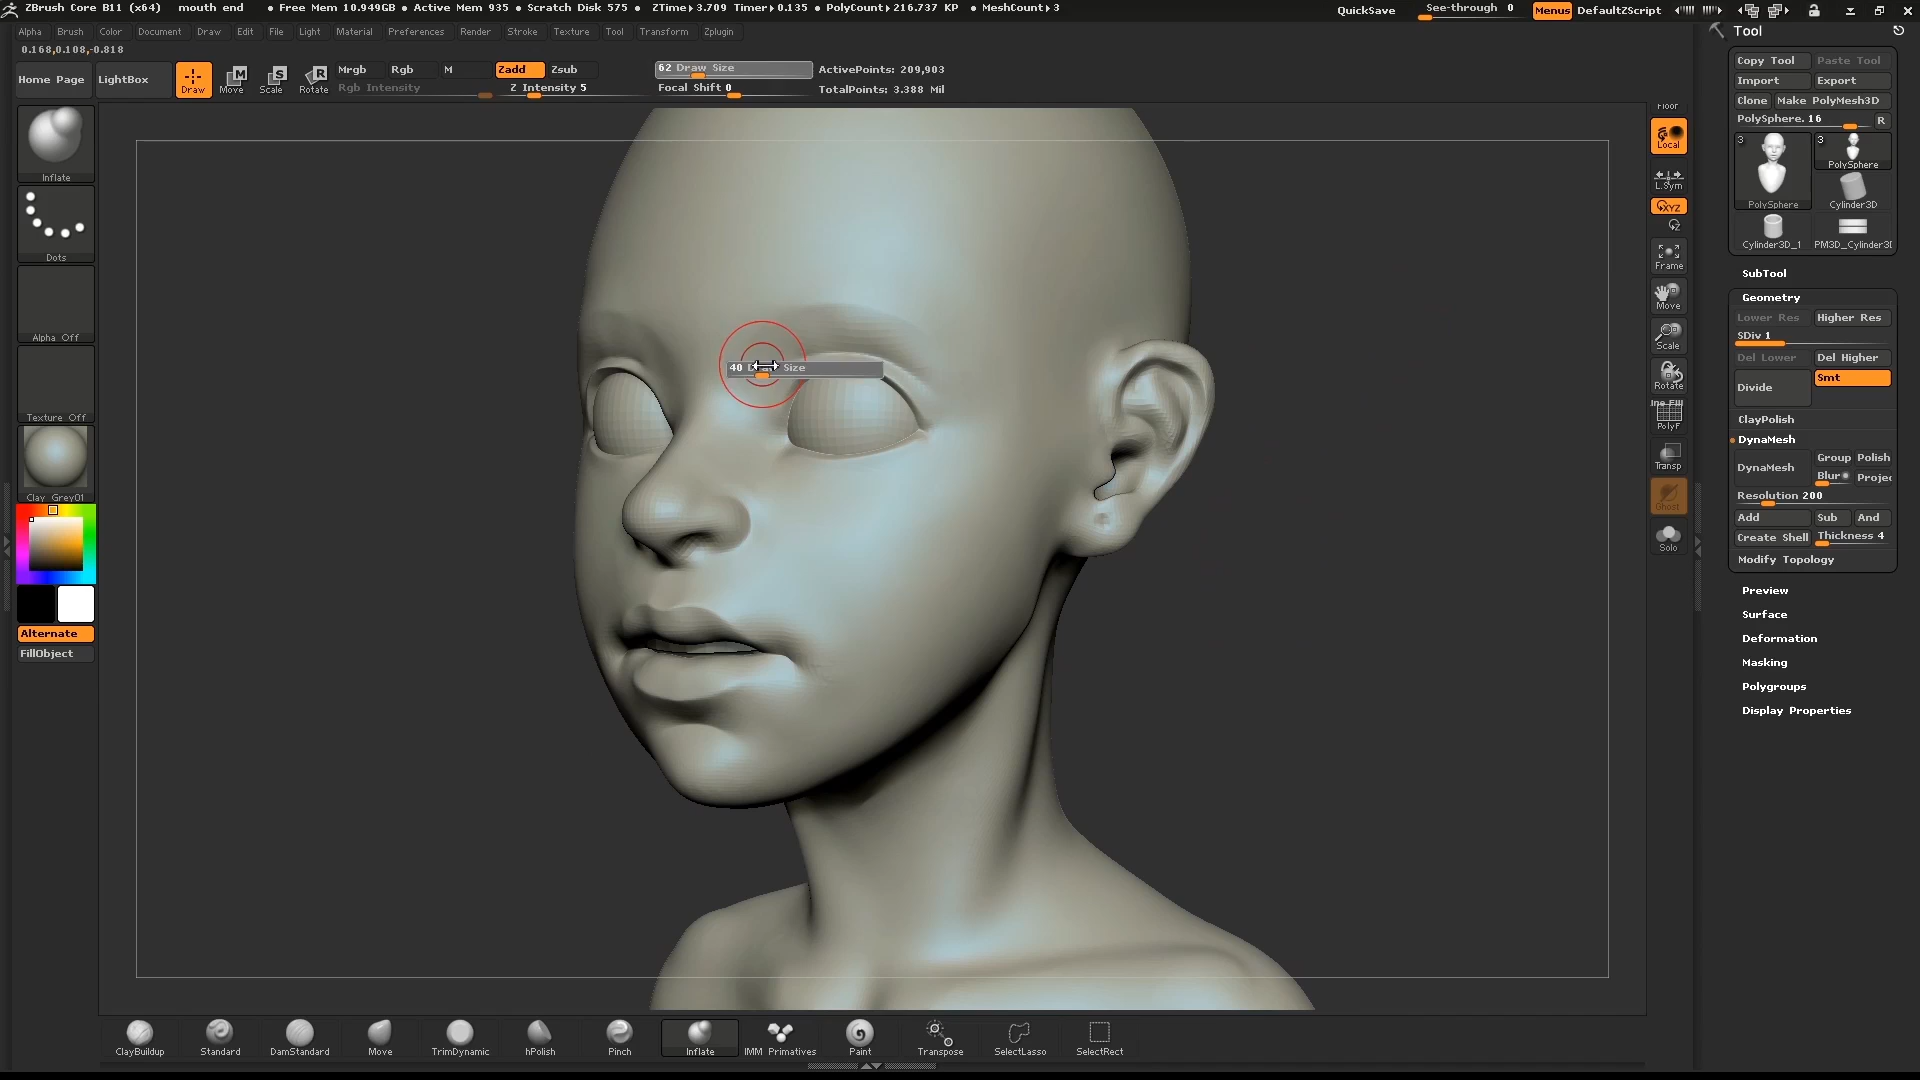 ZBrush Core B11 (x64) mouth end • Free Mem 10.949GB • Active Mem 935 • Scratch Disk 575 • ZTime▸3.709 Timer▸0.135 • PolyCount▸216.737 KP • MeshCount▸3 QuickSave See-through 0 Menus DefaultZScript
Alpha Brush Color Document Draw Edit File Light Material Preferences Render Stroke Texture Tool Transform Zplugin
Tool
0.168,0.108,-0.818
Home Page LightBox Draw Move Scale Rotate
Mrgb Rgb M Zadd Zsub
Rgb Intensity Z Intensity 5
62 Draw Size
Focal Shift 0
ActivePoints: 209,903
TotalPoints: 3.388 Mil
Inflate
Dots
Alpha Off
Texture Off
Clay_Grey01
Alternate
FillObject
40 Size
Floor
Local
L.Sym
XYZ
Frame
Move
Scale
Rotate
PolyF
Transp
Ghost
Solo
Copy Tool Paste Tool
Import Export
Clone Make PolyMesh3D
PolySphere. 16 R
3 3
PolySphere
PolySphere Cylinder3D
Cylinder3D_1 PM3D_Cylinder3D
SubTool
Geometry
Lower Res Higher Res
SDiv 1
Del Lower Del Higher
Divide Smt
ClayPolish
DynaMesh
DynaMesh Group Polish
Blur Projec
Resolution 200
Add Sub And
Create Shell Thickness 4
Modify Topology
Preview
Surface
Deformation
Masking
Polygroups
Display Properties
ClayBuildup Standard DamStandard Move TrimDynamic hPolish Pinch Inflate IMM Primitives Paint Transpose SelectLasso SelectRect